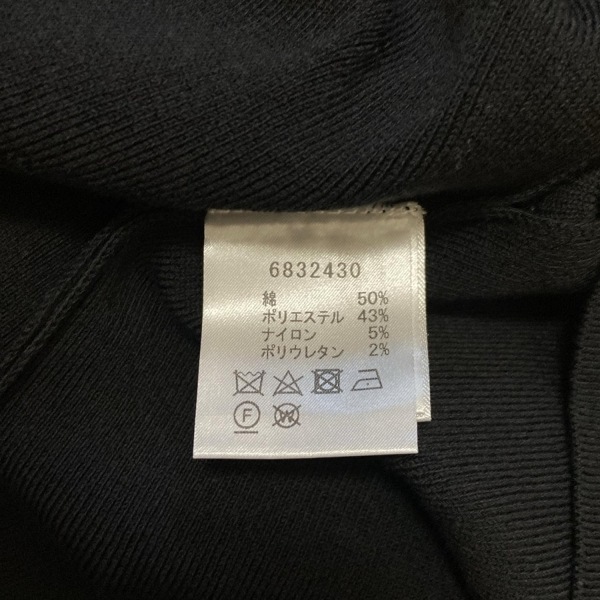 6832430
綿 50%
ポリエステル 43%
ナイロン 5%
ポリウレタン 2%
F W